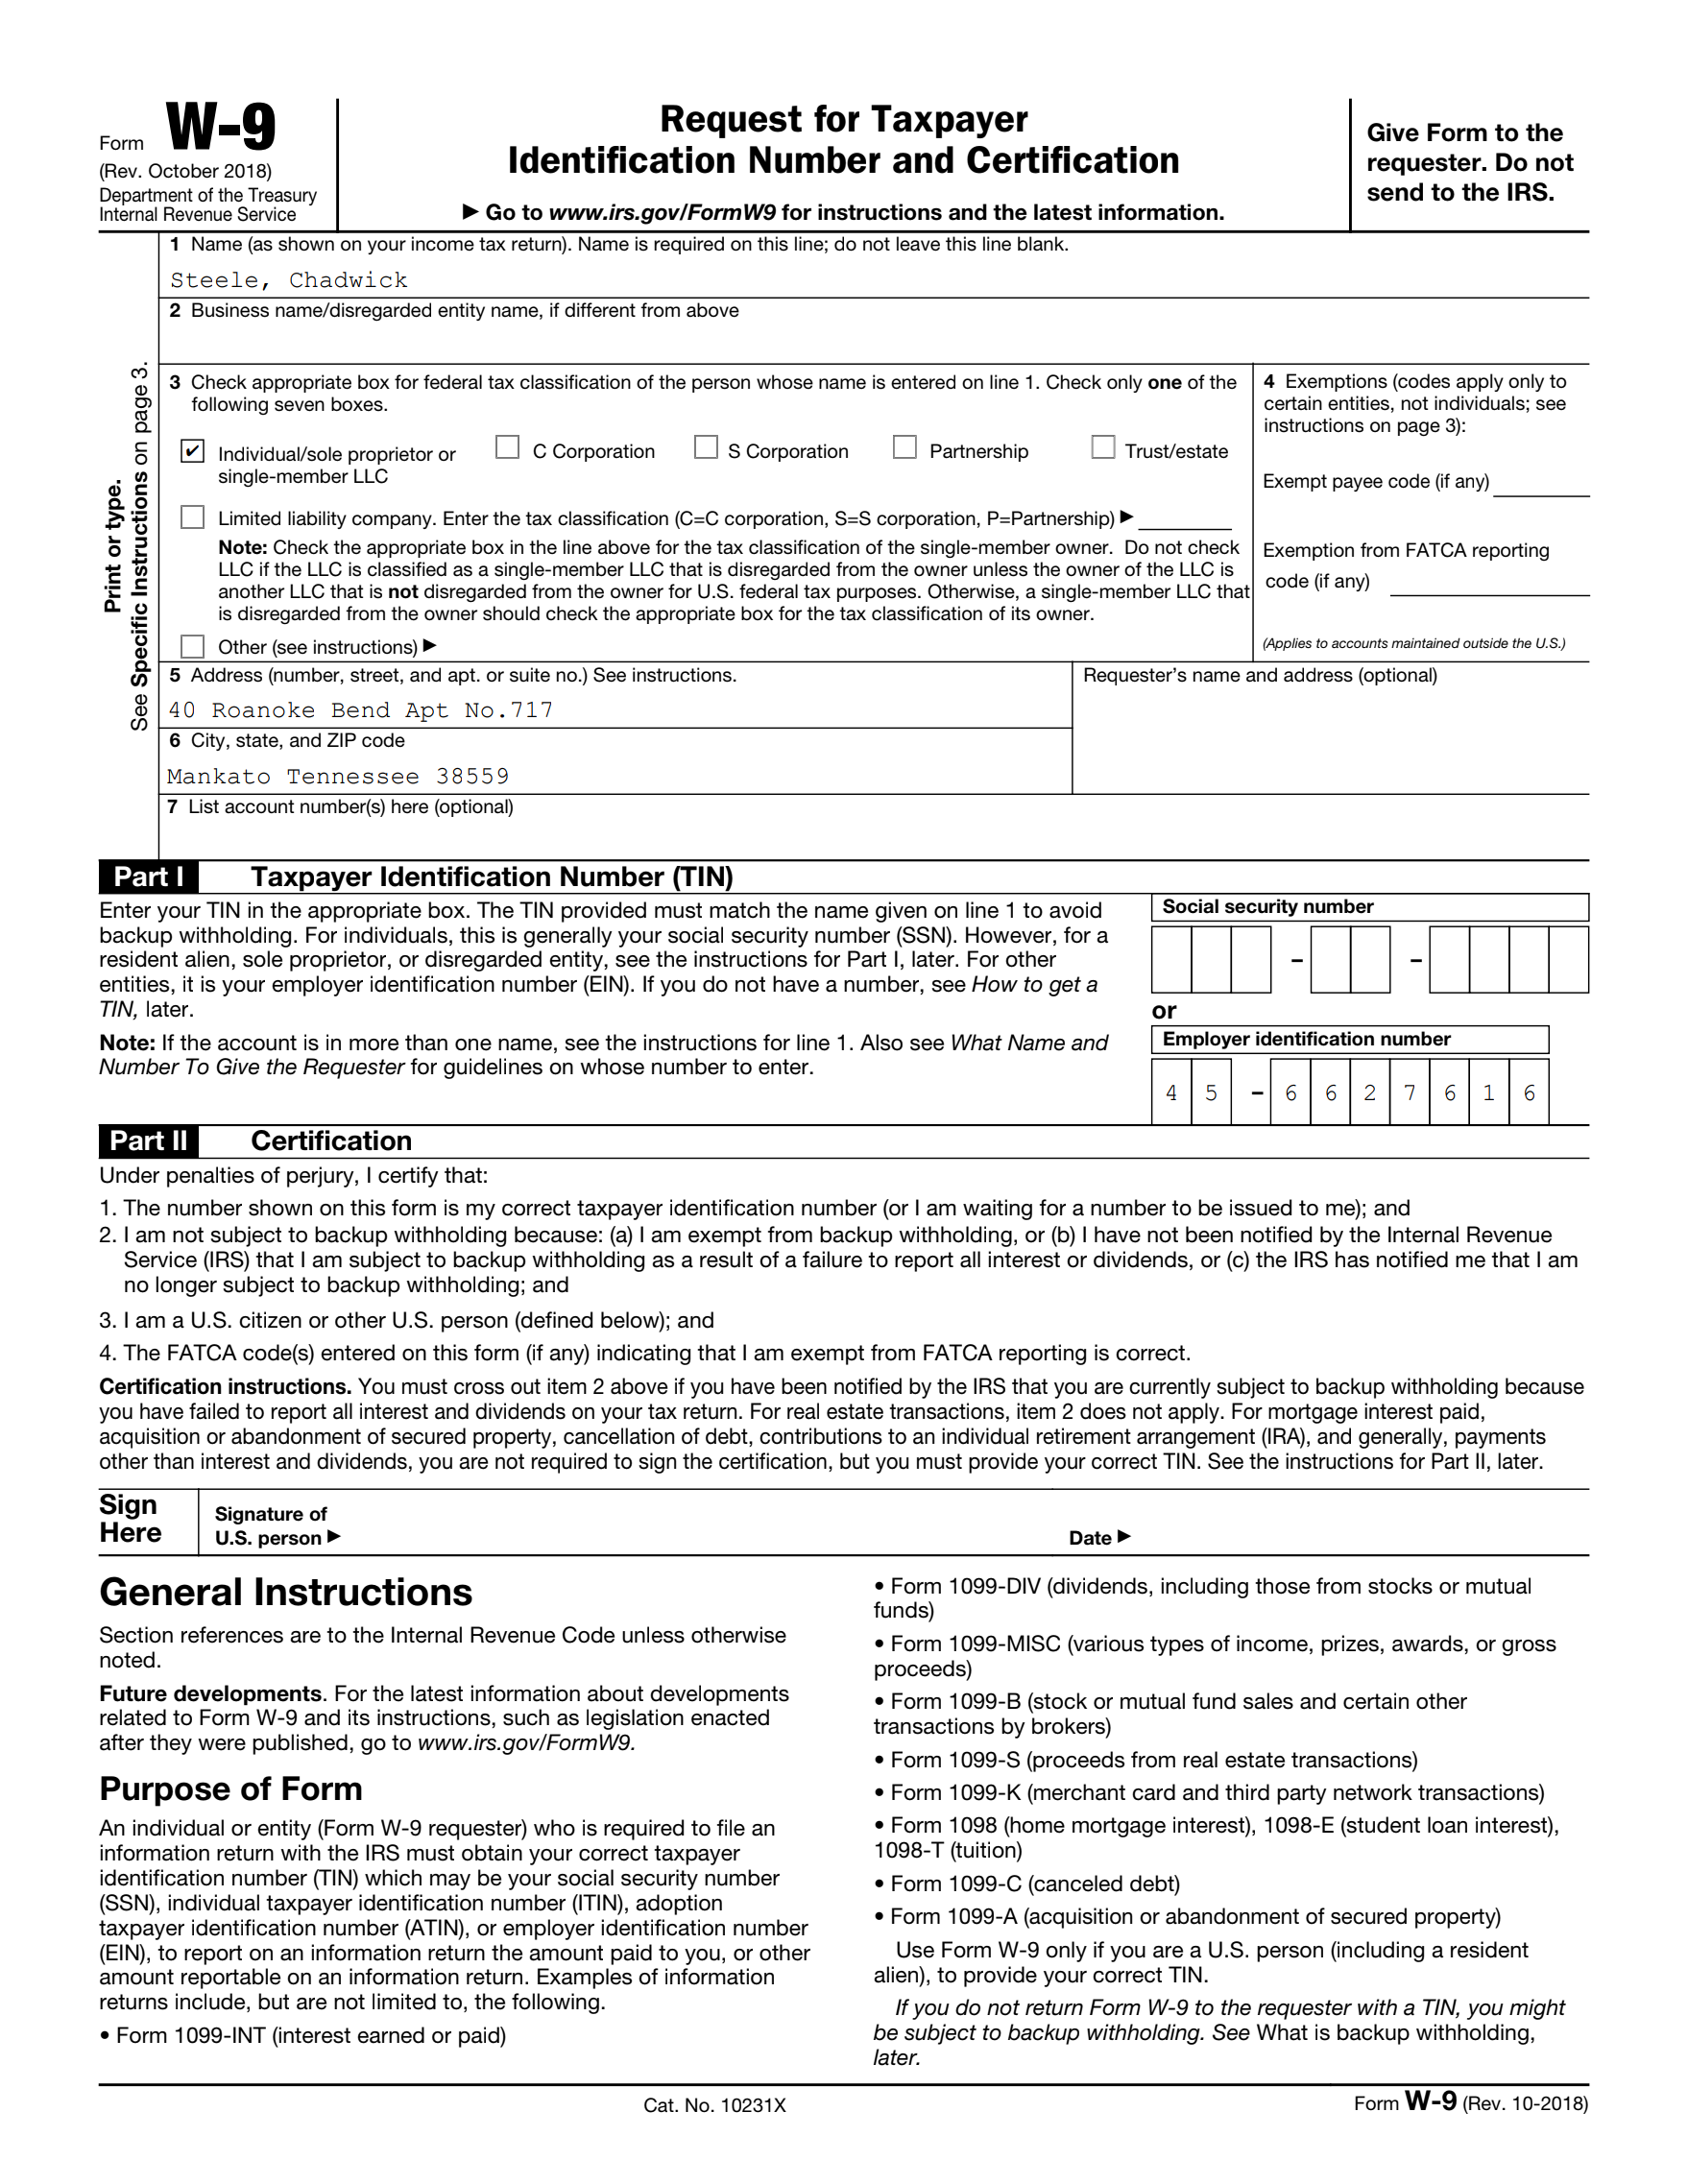 Form W-9
(Rev. October 2018)
Department of the Treasury
Internal Revenue Service
Request for Taxpayer
Identification Number and Certification
▶ Go to www.irs.gov/FormW9 for instructions and the latest information.
Give Form to the
requester. Do not
send to the IRS.
Print or type.
See Specific Instructions on page 3.
1 Name (as shown on your income tax return). Name is required on this line; do not leave this line blank.
Steele, Chadwick
2 Business name/disregarded entity name, if different from above
3 Check appropriate box for federal tax classification of the person whose name is entered on line 1. Check only one of the
following seven boxes.
✔ Individual/sole proprietor or
single-member LLC
C Corporation
S Corporation
Partnership
Trust/estate
Limited liability company. Enter the tax classification (C=C corporation, S=S corporation, P=Partnership) ▶
Note: Check the appropriate box in the line above for the tax classification of the single-member owner. Do not check
LLC if the LLC is classified as a single-member LLC that is disregarded from the owner unless the owner of the LLC is
another LLC that is not disregarded from the owner for U.S. federal tax purposes. Otherwise, a single-member LLC that
is disregarded from the owner should check the appropriate box for the tax classification of its owner.
Other (see instructions) ▶
4 Exemptions (codes apply only to
certain entities, not individuals; see
instructions on page 3):
Exempt payee code (if any)
Exemption from FATCA reporting
code (if any)
(Applies to accounts maintained outside the U.S.)
5 Address (number, street, and apt. or suite no.) See instructions.
40 Roanoke Bend Apt No.717
Requester's name and address (optional)
6 City, state, and ZIP code
Mankato Tennessee 38559
7 List account number(s) here (optional)
Part I Taxpayer Identification Number (TIN)
Enter your TIN in the appropriate box. The TIN provided must match the name given on line 1 to avoid
backup withholding. For individuals, this is generally your social security number (SSN). However, for a
resident alien, sole proprietor, or disregarded entity, see the instructions for Part I, later. For other
entities, it is your employer identification number (EIN). If you do not have a number, see How to get a
TIN, later.
Note: If the account is in more than one name, see the instructions for line 1. Also see What Name and
Number To Give the Requester for guidelines on whose number to enter.
Social security number
– –
or
Employer identification number
4 5 – 6 6 2 7 6 1 6
Part II Certification
Under penalties of perjury, I certify that:
1. The number shown on this form is my correct taxpayer identification number (or I am waiting for a number to be issued to me); and
2. I am not subject to backup withholding because: (a) I am exempt from backup withholding, or (b) I have not been notified by the Internal Revenue
Service (IRS) that I am subject to backup withholding as a result of a failure to report all interest or dividends, or (c) the IRS has notified me that I am
no longer subject to backup withholding; and
3. I am a U.S. citizen or other U.S. person (defined below); and
4. The FATCA code(s) entered on this form (if any) indicating that I am exempt from FATCA reporting is correct.
Certification instructions. You must cross out item 2 above if you have been notified by the IRS that you are currently subject to backup withholding because
you have failed to report all interest and dividends on your tax return. For real estate transactions, item 2 does not apply. For mortgage interest paid,
acquisition or abandonment of secured property, cancellation of debt, contributions to an individual retirement arrangement (IRA), and generally, payments
other than interest and dividends, you are not required to sign the certification, but you must provide your correct TIN. See the instructions for Part II, later.
Sign
Here
Signature of
U.S. person ▶
Date ▶
General Instructions
Section references are to the Internal Revenue Code unless otherwise
noted.
Future developments. For the latest information about developments
related to Form W-9 and its instructions, such as legislation enacted
after they were published, go to www.irs.gov/FormW9.
Purpose of Form
An individual or entity (Form W-9 requester) who is required to file an
information return with the IRS must obtain your correct taxpayer
identification number (TIN) which may be your social security number
(SSN), individual taxpayer identification number (ITIN), adoption
taxpayer identification number (ATIN), or employer identification number
(EIN), to report on an information return the amount paid to you, or other
amount reportable on an information return. Examples of information
returns include, but are not limited to, the following.
• Form 1099-INT (interest earned or paid)
• Form 1099-DIV (dividends, including those from stocks or mutual
funds)
• Form 1099-MISC (various types of income, prizes, awards, or gross
proceeds)
• Form 1099-B (stock or mutual fund sales and certain other
transactions by brokers)
• Form 1099-S (proceeds from real estate transactions)
• Form 1099-K (merchant card and third party network transactions)
• Form 1098 (home mortgage interest), 1098-E (student loan interest),
1098-T (tuition)
• Form 1099-C (canceled debt)
• Form 1099-A (acquisition or abandonment of secured property)
Use Form W-9 only if you are a U.S. person (including a resident
alien), to provide your correct TIN.
If you do not return Form W-9 to the requester with a TIN, you might
be subject to backup withholding. See What is backup withholding,
later.
Cat. No. 10231X
Form W-9 (Rev. 10-2018)